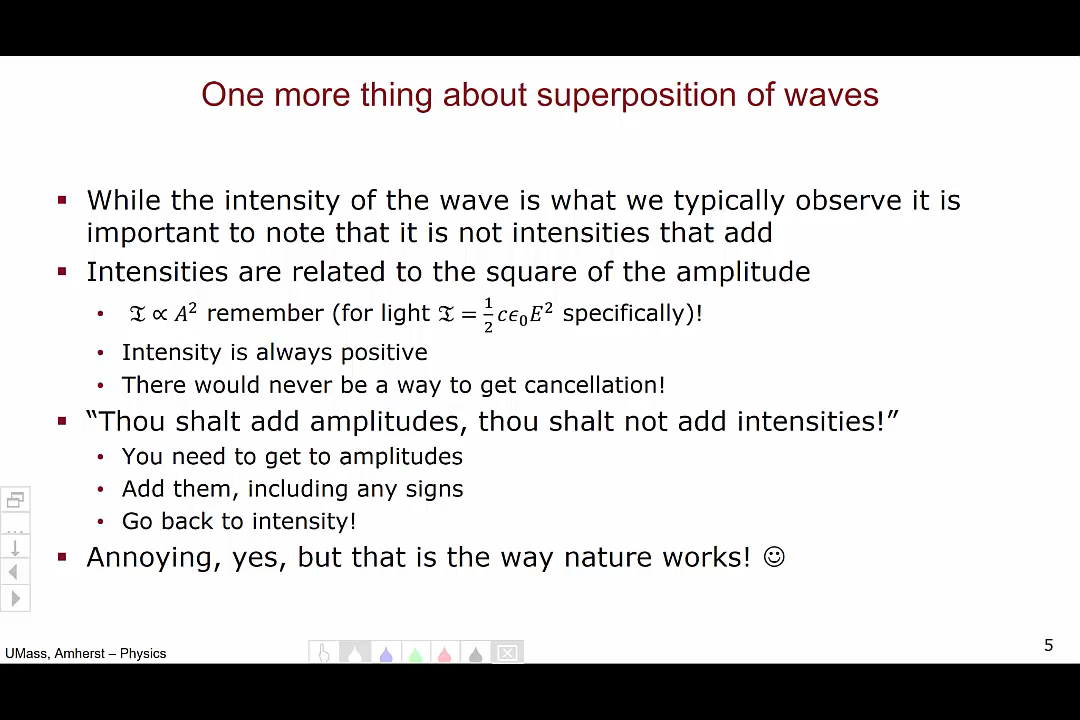 One more thing about superposition of waves
▪ While the intensity of the wave is what we typically observe it is
important to note that it is not intensities that add
▪ Intensities are related to the square of the amplitude
• 𝔗 ∝ A² remember (for light 𝔗 = 1/2 cϵ₀E² specifically)!
• Intensity is always positive
• There would never be a way to get cancellation!
▪ “Thou shalt add amplitudes, thou shalt not add intensities!”
• You need to get to amplitudes
• Add them, including any signs
• Go back to intensity!
▪ Annoying, yes, but that is the way nature works! ☺
UMass, Amherst – Physics
5